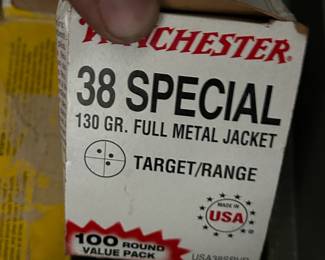 WINCHESTER
38 SPECIAL
130 GR. FULL METAL JACKET
TARGET/RANGE
MADE IN
USA
100 ROUND
VALUE PACK